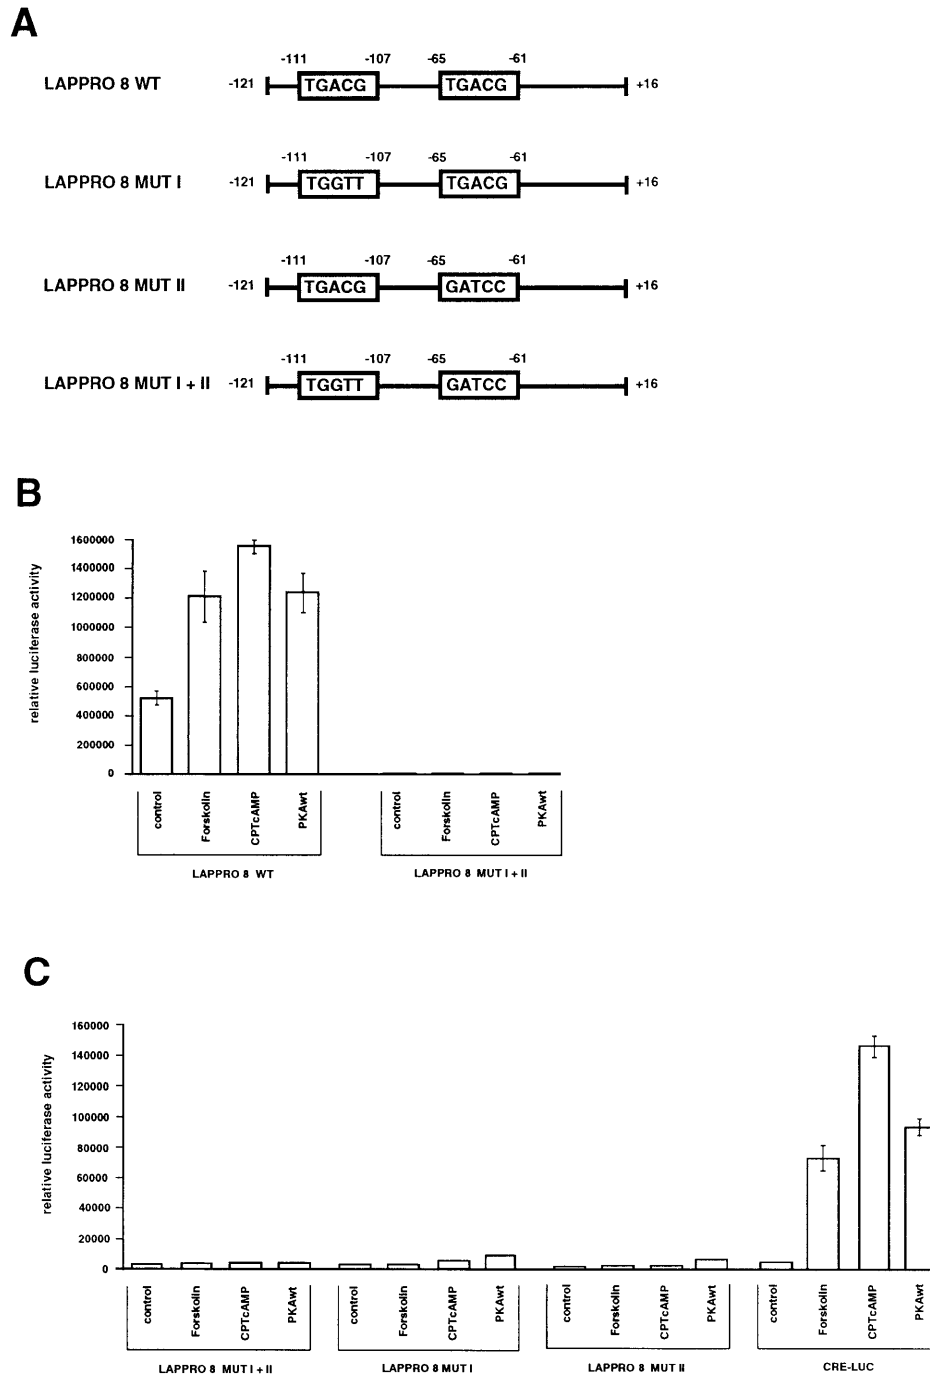 A
-111 -107 -65 -61
LAPPRO 8 WT -121 TGACG TGACG +16
-111 -107 -65 -61
LAPPRO 8 MUT I -121 TGGTT TGACG +16
-111 -107 -65 -61
LAPPRO 8 MUT II -121 TGACG GATCC +16
-111 -107 -65 -61
LAPPRO 8 MUT I + II -121 TGGTT GATCC +16
B
relative luciferase activity
1600000
1400000
1200000
1000000
800000
600000
400000
200000
0
control Forskolin CPTcAMP PKAwt control Forskolin CPTcAMP PKAwt
LAPPRO 8 WT LAPPRO 8 MUT I + II
C
relative luciferase activity
160000
140000
120000
100000
80000
60000
40000
20000
0
control Forskolin CPTcAMP PKAwt control Forskolin CPTcAMP PKAwt control Forskolin CPTcAMP PKAwt control Forskolin CPTcAMP PKAwt
LAPPRO 8 MUT I + II LAPPRO 8 MUT I LAPPRO 8 MUT II CRE-LUC